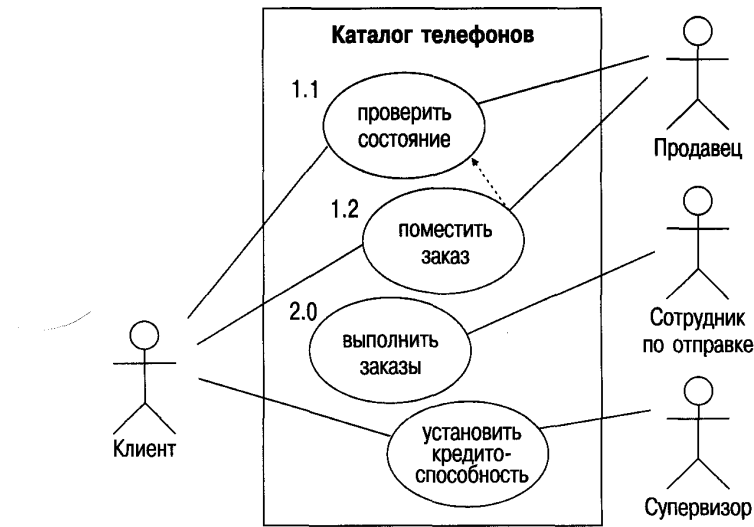 Каталог телефонов
1.1
проверить
состояние
Продавец
1.2
поместить
заказ
2.0
выполнить
заказы
Сотрудник
по отправке
Клиент
установить
кредито-
способность
Супервизор